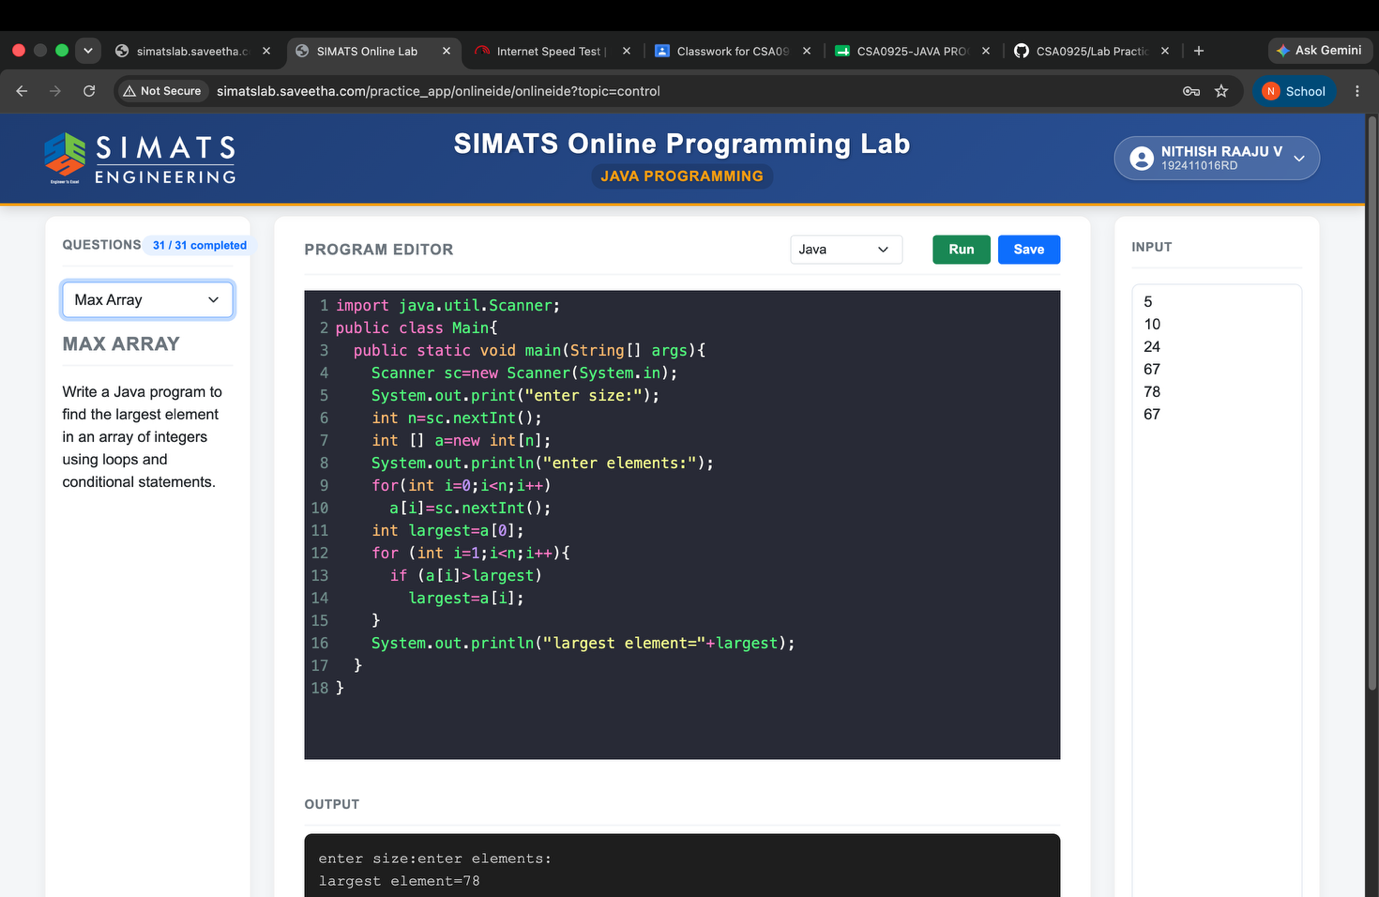 simatslab.saveetha.c
SIMATS Online Lab
Internet Speed Test |
Classwork for CSA09
CSA0925-JAVA PRO
CSA0925/Lab Practic
Ask Gemini
Not Secure
simatslab.saveetha.com/practice_app/onlineide/onlineide?topic=control
N School
SIMATS
ENGINEERING
Engineer to Excel
SIMATS Online Programming Lab
JAVA PROGRAMMING
NITHISH RAAJU V
192411016RD
QUESTIONS 31 / 31 completed
Max Array
MAX ARRAY
Write a Java program to
find the largest element
in an array of integers
using loops and
conditional statements.
PROGRAM EDITOR
Java
Run
Save
1 import java.util.Scanner;
2 public class Main{
3 public static void main(String[] args){
4 Scanner sc=new Scanner(System.in);
5 System.out.print("enter size:");
6 int n=sc.nextInt();
7 int [] a=new int[n];
8 System.out.println("enter elements:");
9 for(int i=0;i<n;i++)
10 a[i]=sc.nextInt();
11 int largest=a[0];
12 for (int i=1;i<n;i++){
13 if (a[i]>largest)
14 largest=a[i];
15 }
16 System.out.println("largest element="+largest);
17 }
18 }
OUTPUT
enter size:enter elements:
largest element=78
INPUT
5
10
24
67
78
67